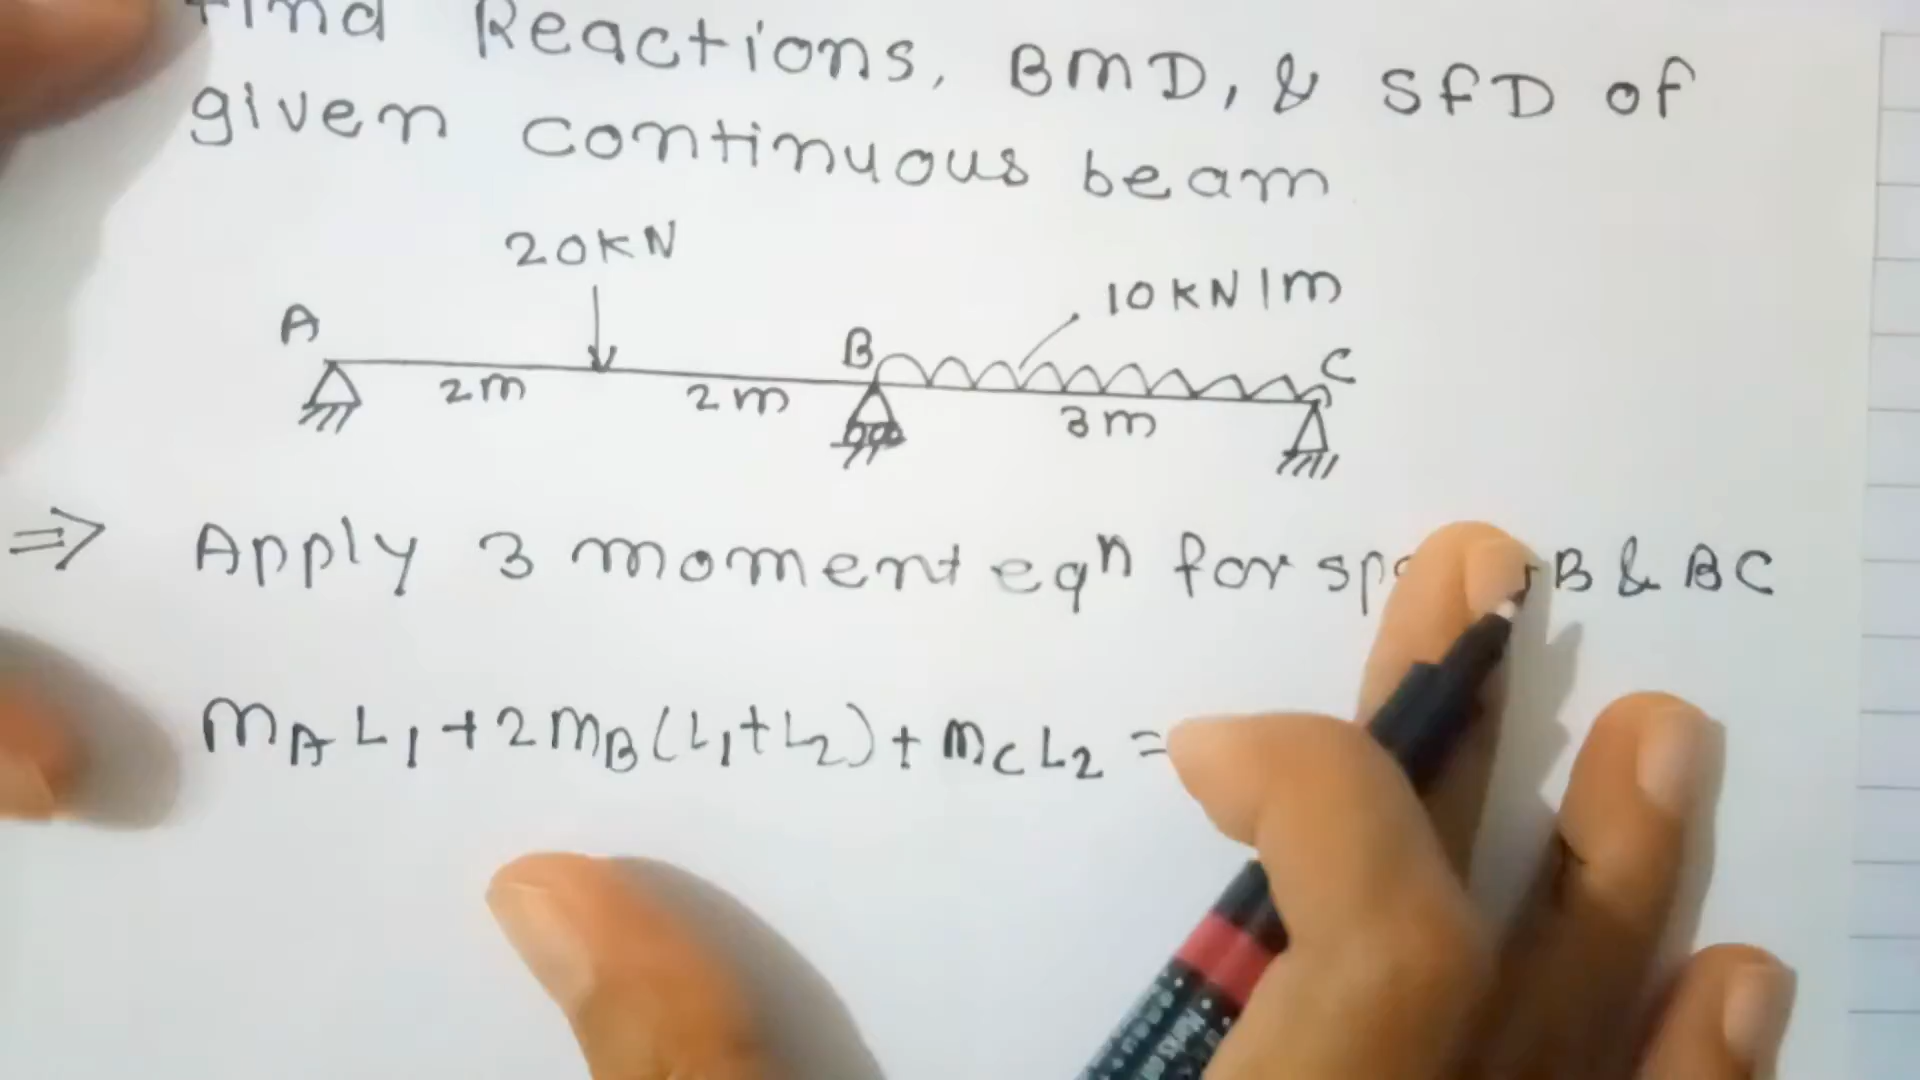 Find Reactions, BMD, & SFD of
given continuous beam
20KN
10KN/m
A
B
C
2m
2m
3m
⇒ Apply 3 moment eqn for B & BC
MA L1 + 2MB (L1 + L2) + MC L2 =